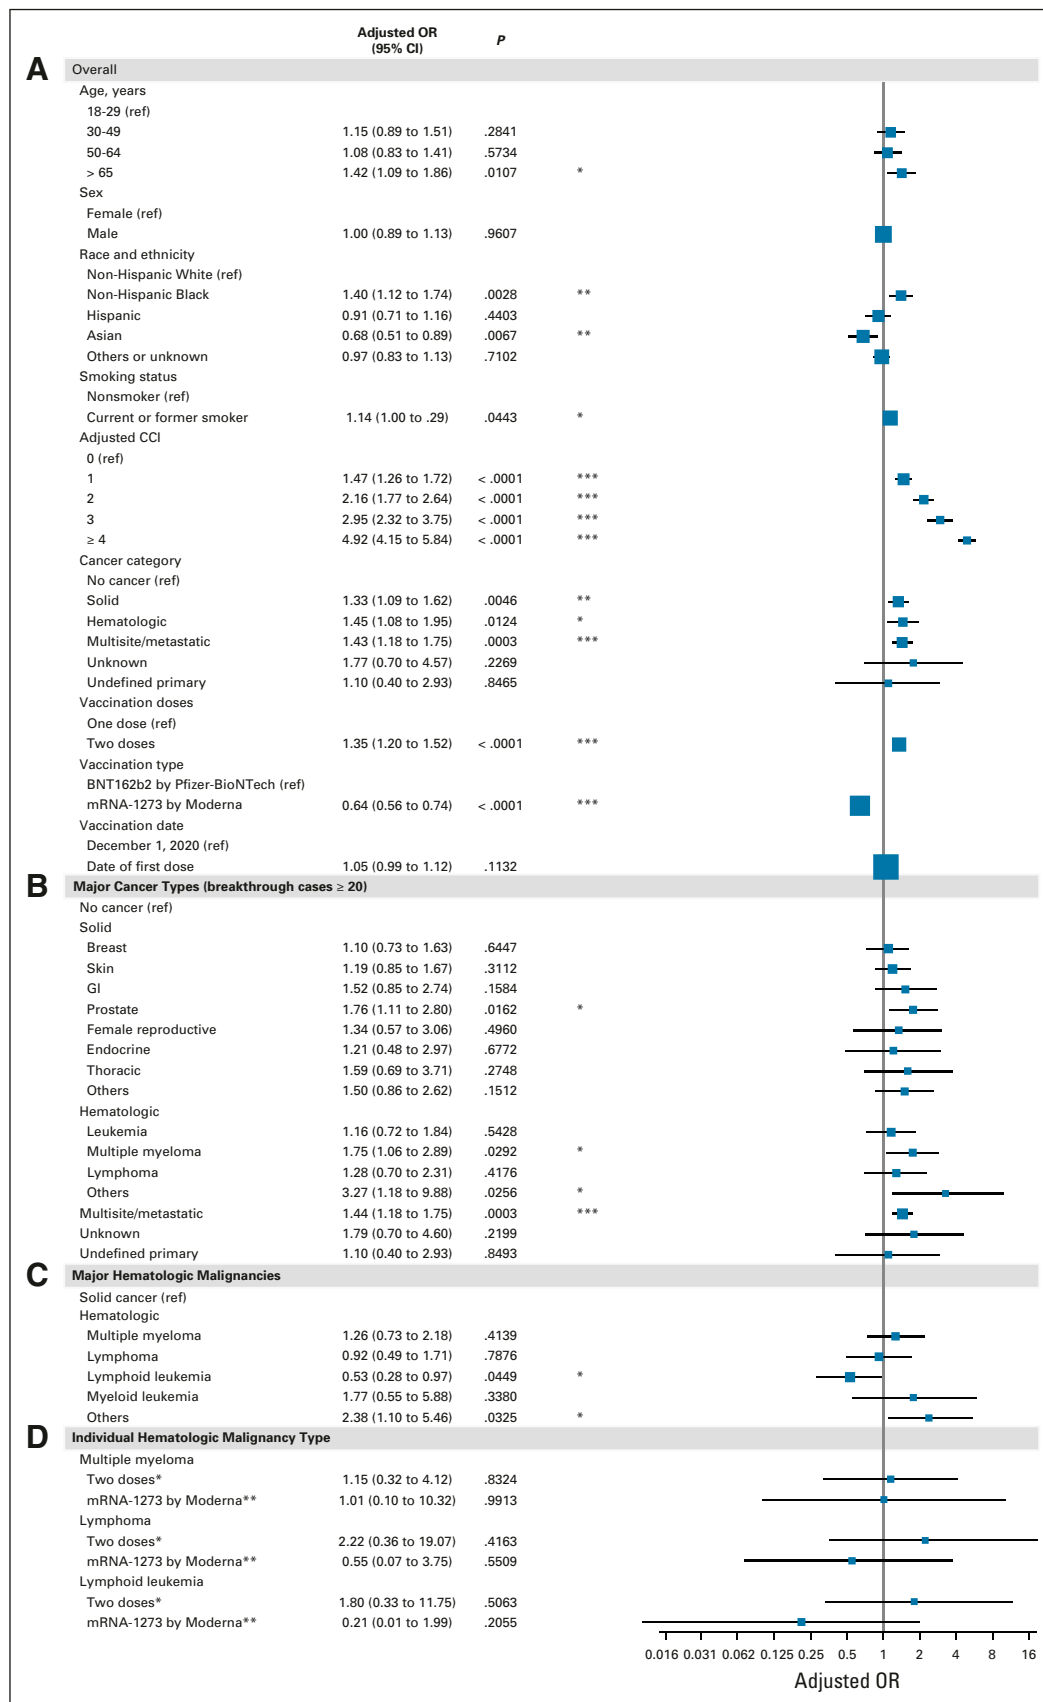 Adjusted OR (95% CI) P
A Overall
Age, years
18-29 (ref)
30-49 1.15 (0.89 to 1.51) .2841
50-64 1.08 (0.83 to 1.41) .5734
> 65 1.42 (1.09 to 1.86) .0107 *
Sex
Female (ref)
Male 1.00 (0.89 to 1.13) .9607
Race and ethnicity
Non-Hispanic White (ref)
Non-Hispanic Black 1.40 (1.12 to 1.74) .0028 **
Hispanic 0.91 (0.71 to 1.16) .4403
Asian 0.68 (0.51 to 0.89) .0067 **
Others or unknown 0.97 (0.83 to 1.13) .7102
Smoking status
Nonsmoker (ref)
Current or former smoker 1.14 (1.00 to .29) .0443 *
Adjusted CCI
0 (ref)
1 1.47 (1.26 to 1.72) < .0001 ***
2 2.16 (1.77 to 2.64) < .0001 ***
3 2.95 (2.32 to 3.75) < .0001 ***
≥ 4 4.92 (4.15 to 5.84) < .0001 ***
Cancer category
No cancer (ref)
Solid 1.33 (1.09 to 1.62) .0046 **
Hematologic 1.45 (1.08 to 1.95) .0124 *
Multisite/metastatic 1.43 (1.18 to 1.75) .0003 ***
Unknown 1.77 (0.70 to 4.57) .2269
Undefined primary 1.10 (0.40 to 2.93) .8465
Vaccination doses
One dose (ref)
Two doses 1.35 (1.20 to 1.52) < .0001 ***
Vaccination type
BNT162b2 by Pfizer-BioNTech (ref)
mRNA-1273 by Moderna 0.64 (0.56 to 0.74) < .0001 ***
Vaccination date
December 1, 2020 (ref)
Date of first dose 1.05 (0.99 to 1.12) .1132
B Major Cancer Types (breakthrough cases ≥ 20)
No cancer (ref)
Solid
Breast 1.10 (0.73 to 1.63) .6447
Skin 1.19 (0.85 to 1.67) .3112
GI 1.52 (0.85 to 2.74) .1584
Prostate 1.76 (1.11 to 2.80) .0162 *
Female reproductive 1.34 (0.57 to 3.06) .4960
Endocrine 1.21 (0.48 to 2.97) .6772
Thoracic 1.59 (0.69 to 3.71) .2748
Others 1.50 (0.86 to 2.62) .1512
Hematologic
Leukemia 1.16 (0.72 to 1.84) .5428
Multiple myeloma 1.75 (1.06 to 2.89) .0292 *
Lymphoma 1.28 (0.70 to 2.31) .4176
Others 3.27 (1.18 to 9.88) .0256 *
Multisite/metastatic 1.44 (1.18 to 1.75) .0003 ***
Unknown 1.79 (0.70 to 4.60) .2199
Undefined primary 1.10 (0.40 to 2.93) .8493
C Major Hematologic Malignancies
Solid cancer (ref)
Hematologic
Multiple myeloma 1.26 (0.73 to 2.18) .4139
Lymphoma 0.92 (0.49 to 1.71) .7876
Lymphoid leukemia 0.53 (0.28 to 0.97) .0449 *
Myeloid leukemia 1.77 (0.55 to 5.88) .3380
Others 2.38 (1.10 to 5.46) .0325 *
D Individual Hematologic Malignancy Type
Multiple myeloma
Two doses* 1.15 (0.32 to 4.12) .8324
mRNA-1273 by Moderna** 1.01 (0.10 to 10.32) .9913
Lymphoma
Two doses* 2.22 (0.36 to 19.07) .4163
mRNA-1273 by Moderna** 0.55 (0.07 to 3.75) .5509
Lymphoid leukemia
Two doses* 1.80 (0.33 to 11.75) .5063
mRNA-1273 by Moderna** 0.21 (0.01 to 1.99) .2055
0.016 0.031 0.062 0.125 0.25 0.5 1 2 4 8 16
Adjusted OR